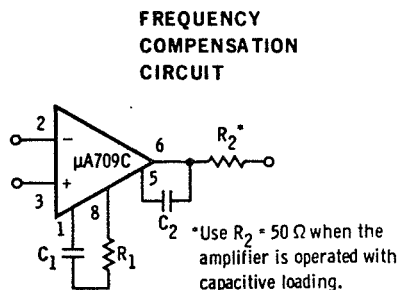 FREQUENCY
COMPENSATION
CIRCUIT
2
−
μA709C
6
R2*
+
5
3
1
8
C2
C1
R1
*Use R2 = 50 Ω when the
amplifier is operated with
capacitive loading.